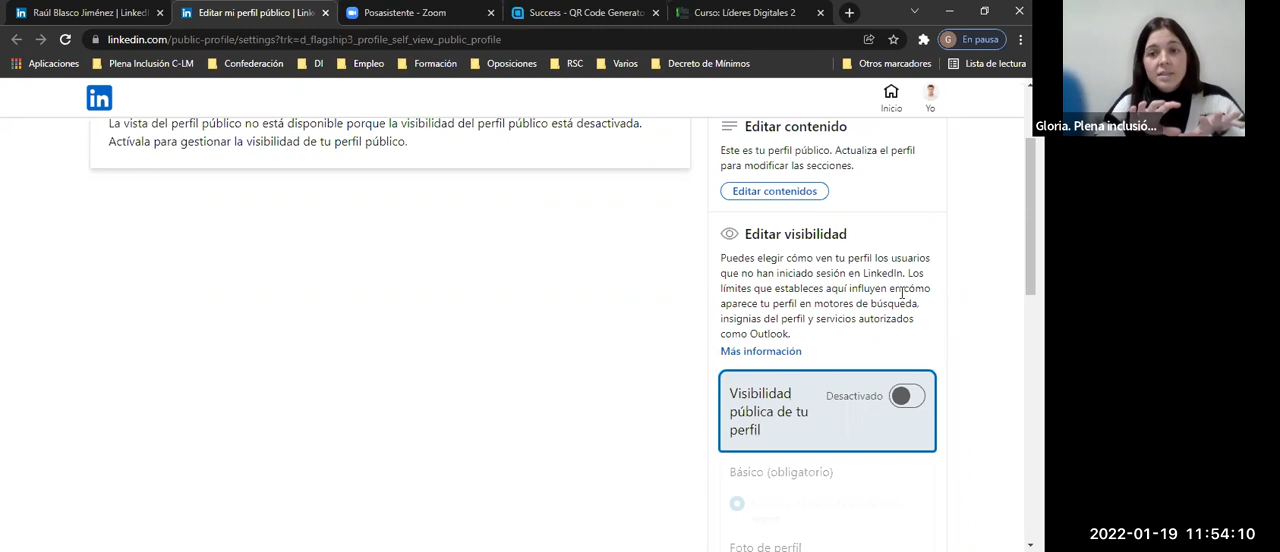 Raúl Blasco Jiménez | LinkedI
Editar mi perfil público | Linke
Posasistente - Zoom
Success - QR Code Generato
Curso: Líderes Digitales 2
linkedin.com/public-profile/settings?trk=d_flagship3_profile_self_view_public_profile
G
En pausa
Aplicaciones
Plena Inclusión C-LM
Confederación
DI
Empleo
Formación
Oposiciones
RSC
Varios
Decreto de Mínimos
Otros marcadores
Lista de lectura
in
Inicio
Yo
Gloria. Plena inclusió...
La vista del perfil público no está disponible porque la visibilidad del perfil público está desactivada.
Actívala para gestionar la visibilidad de tu perfil público.
Editar contenido
Este es tu perfil público. Actualiza el perfil
para modificar las secciones.
Editar contenidos
Editar visibilidad
Puedes elegir cómo ven tu perfil los usuarios
que no han iniciado sesión en LinkedIn. Los
límites que estableces aquí influyen en cómo
aparece tu perfil en motores de búsqueda,
insignias del perfil y servicios autorizados
como Outlook.
Más información
Visibilidad
pública de tu
perfil
Desactivado
Básico (obligatorio)
Foto de perfil
2022-01-19 11:54:10